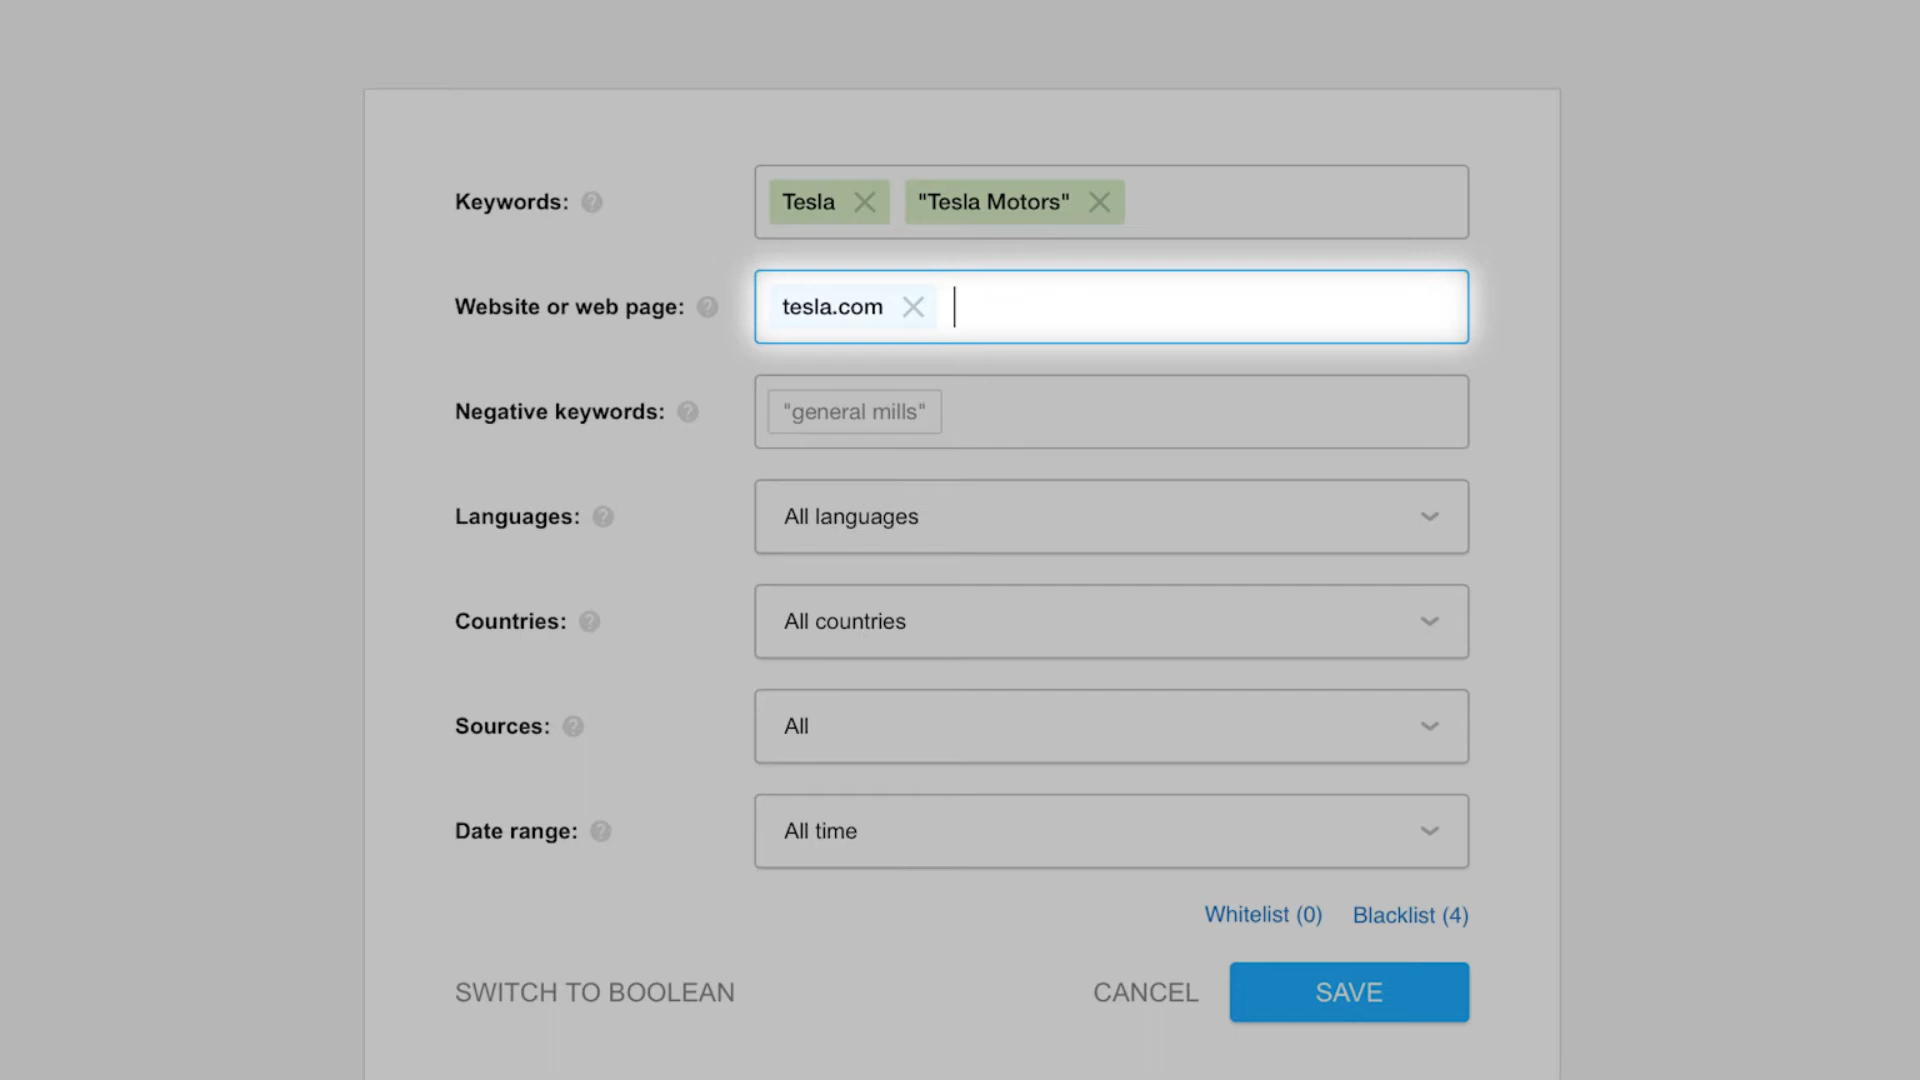 Keywords: ? Tesla "Tesla Motors"
Website or web page: ? tesla.com
Negative keywords: ? "general mills"
Languages: ? All languages
Countries: ? All countries
Sources: ? All
Date range: ? All time
Whitelist (0) Blacklist (4)
SWITCH TO BOOLEAN CANCEL SAVE